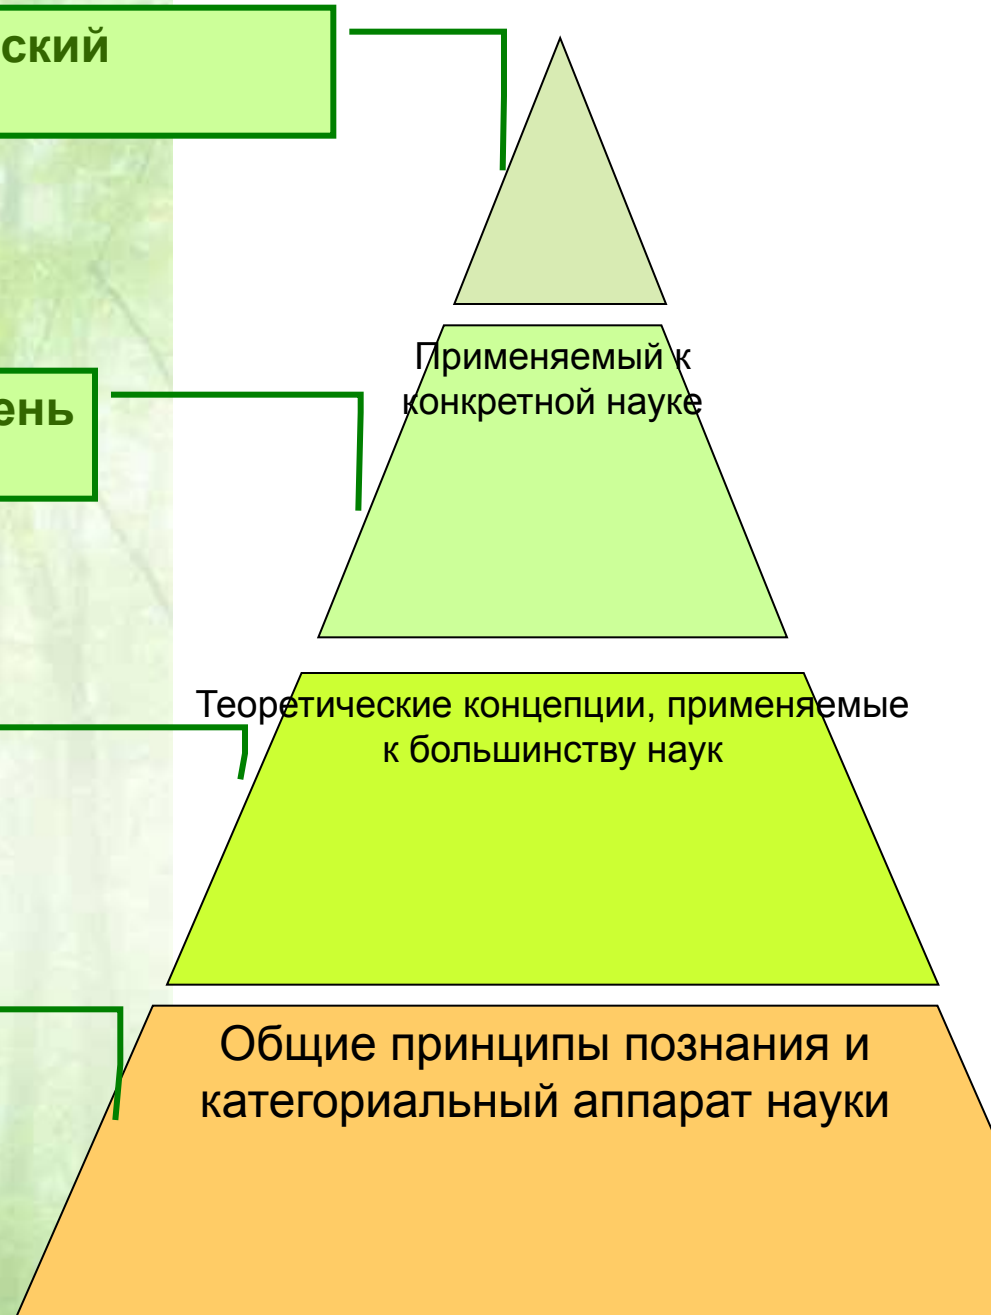 ский
Применяемый к
конкретной науке
ень
Теоретические концепции, применяемые
к большинству наук
Общие принципы познания и
категориальный аппарат науки